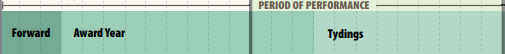 PERIOD OF PERFORMANCE
Forward Award Year Tydings